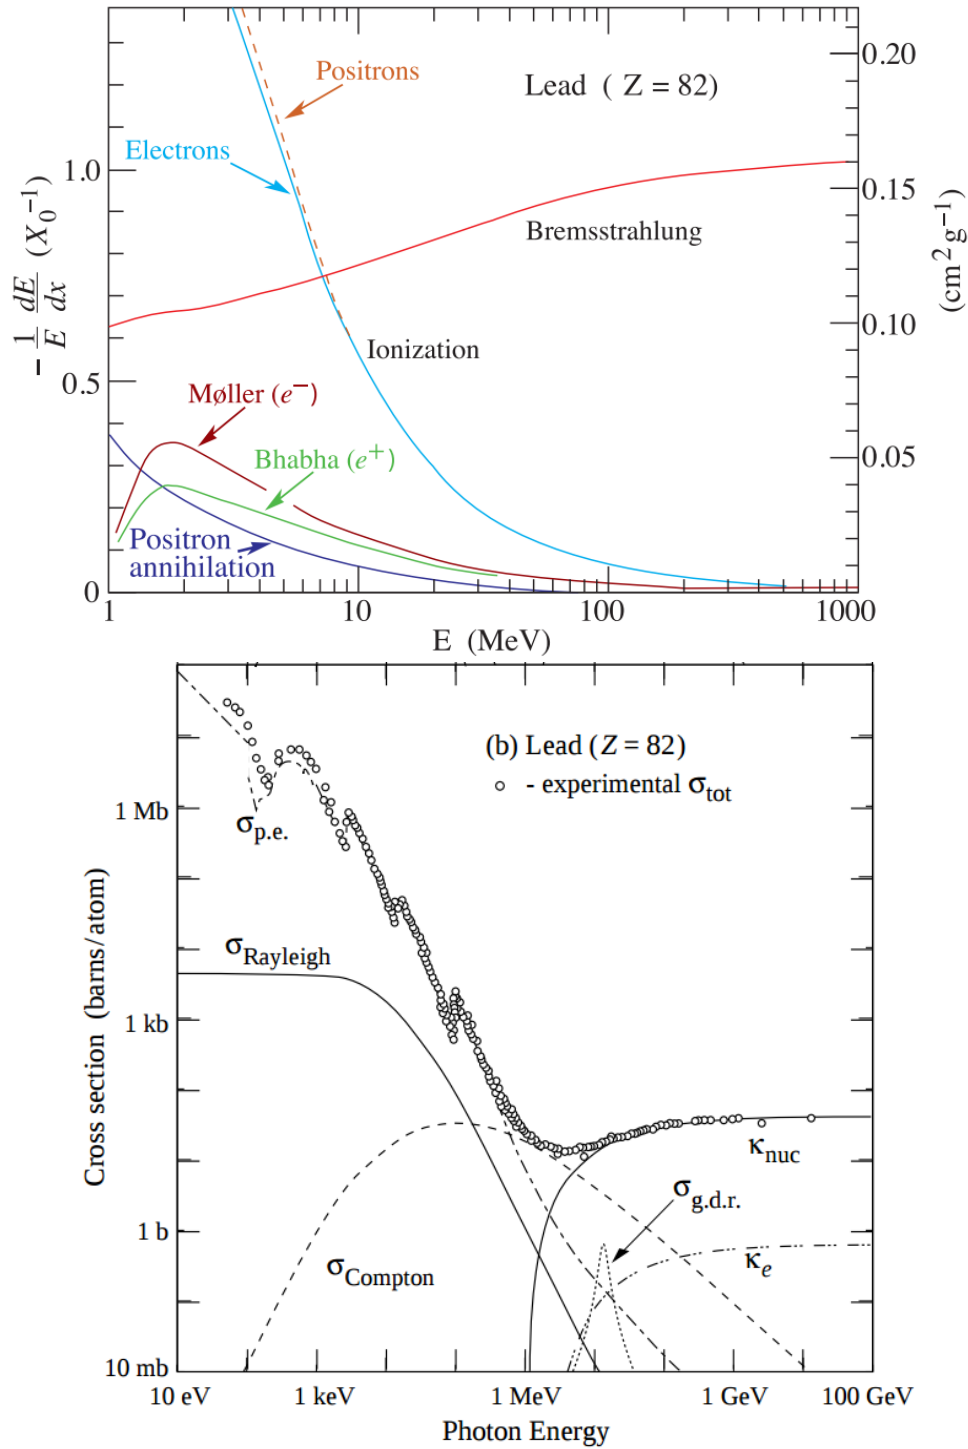 Lead ( Z = 82)
Positrons
Electrons
Bremsstrahlung
Ionization
Møller (e−)
Bhabha (e+)
Positron
annihilation
− 1/E dE/dx (X0−1)
1.0
0.5
0
0.20
0.15
0.10
0.05
(cm2 g−1)
1 10 100 1000
E (MeV)
(b) Lead (Z = 82)
- experimental σtot
σp.e.
σRayleigh
κnuc
σg.d.r.
σCompton
κe
Cross section (barns/atom)
1 Mb
1 kb
1 b
10 mb
10 eV 1 keV 1 MeV 1 GeV 100 GeV
Photon Energy